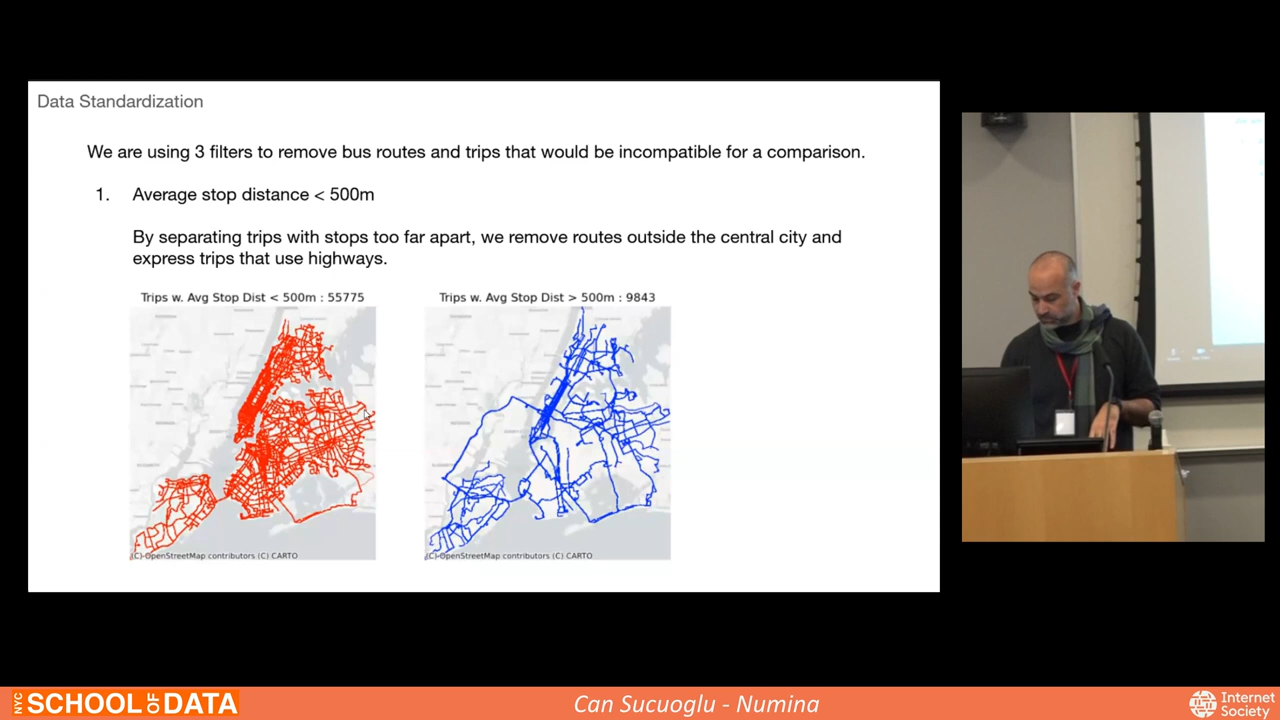 Data Standardization
We are using 3 filters to remove bus routes and trips that would be incompatible for a comparison.
1. Average stop distance < 500m
By separating trips with stops too far apart, we remove routes outside the central city and
express trips that use highways.
Trips w. Avg Stop Dist < 500m : 55775
Trips w. Avg Stop Dist > 500m : 9843
(C) OpenStreetMap contributors (C) CARTO
(C) OpenStreetMap contributors (C) CARTO
NYC SCHOOL OF DATA
Can Sucuoglu - Numina
Internet
Society